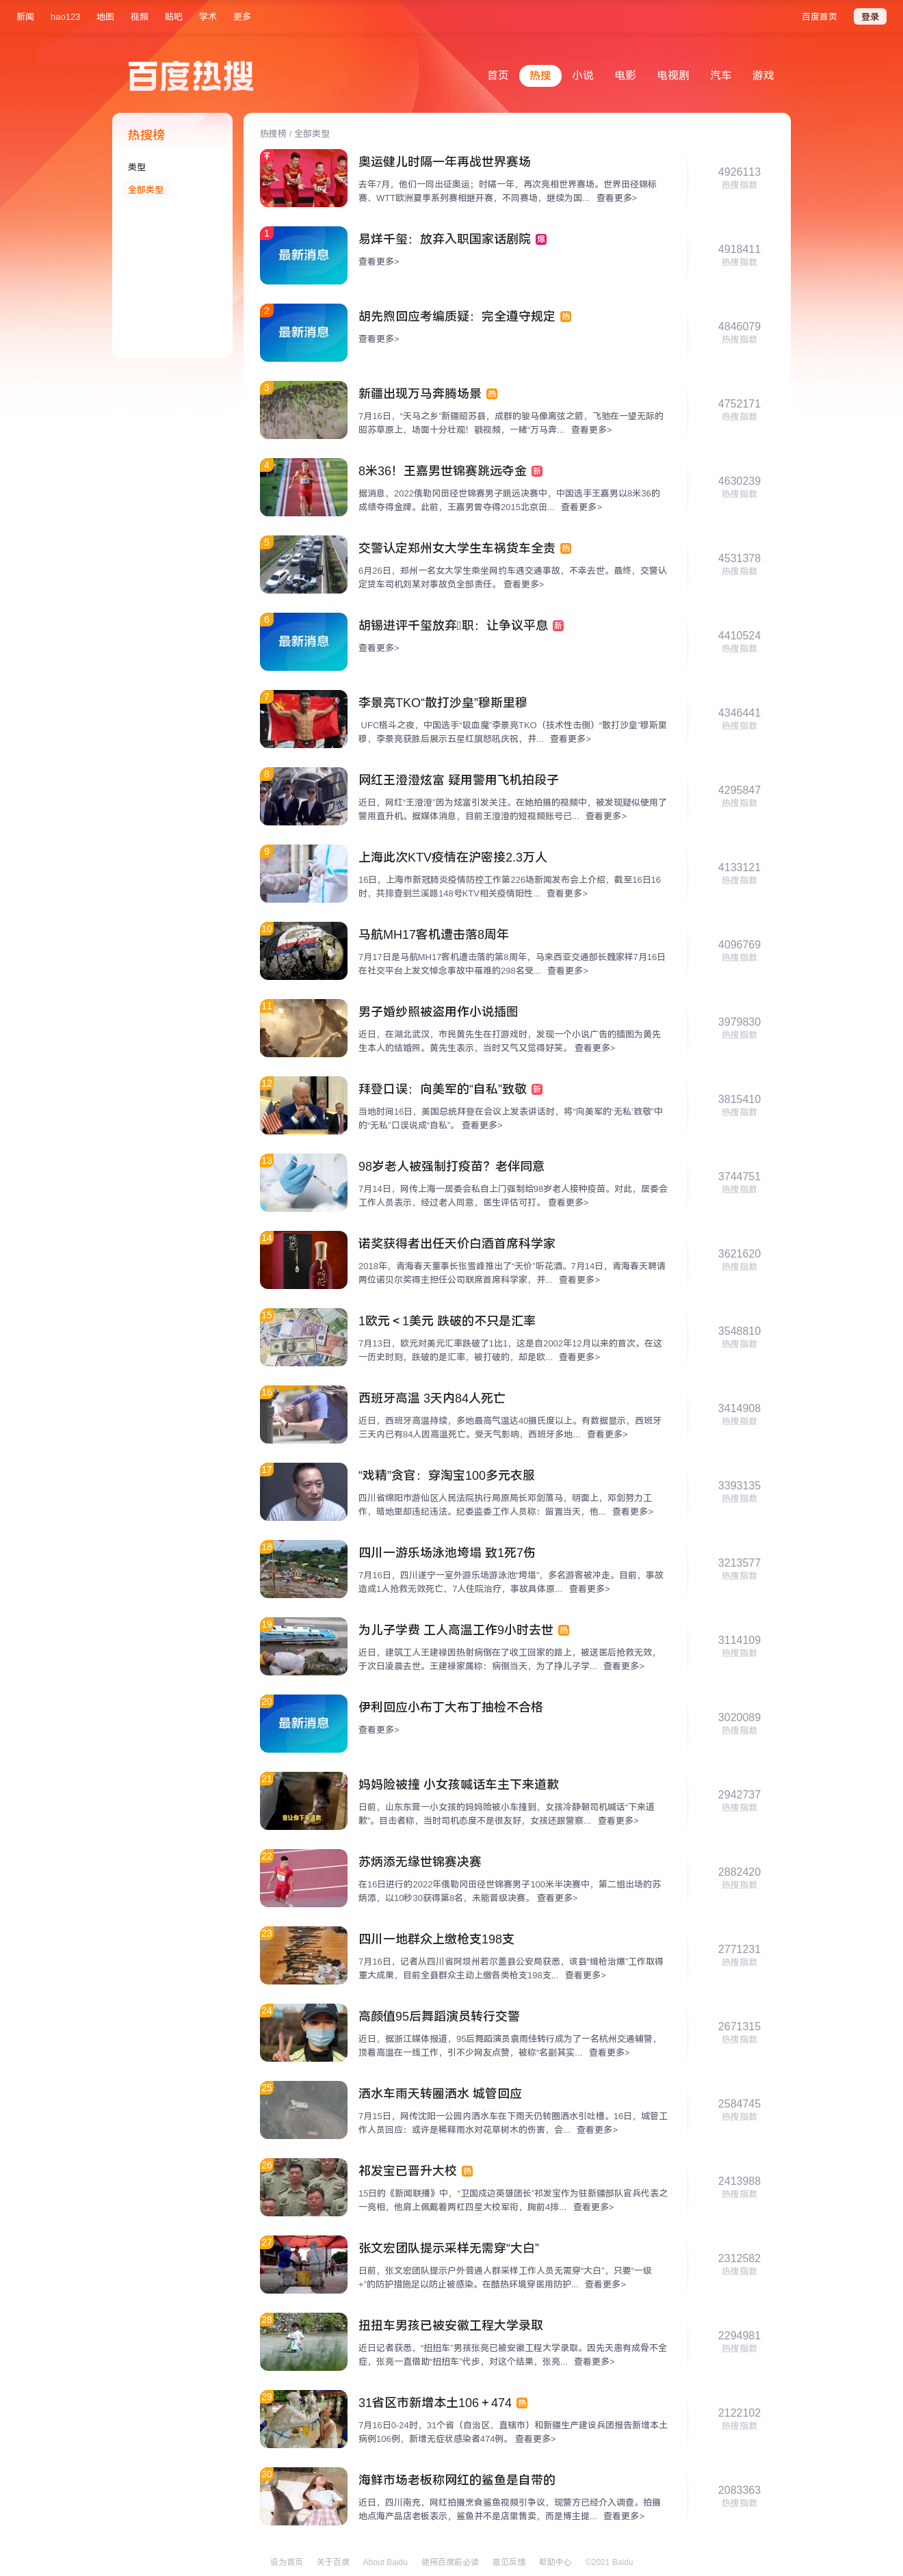 新闻 hao123 地图 视频 贴吧 学术 更多 百度首页 登录
百度热搜
首页 热搜 小说 电影 电视剧 汽车 游戏
热搜榜
类型
全部类型
热搜榜 / 全部类型
奥运健儿时隔一年再战世界赛场
去年7月，他们一同出征奥运；时隔一年，再次亮相世界赛场。世界田径锦标
赛、WTT欧洲夏季系列赛相继开赛，不同赛场，继续为国... 查看更多>
4926113
热搜指数
1
最新消息
易烊千玺：放弃入职国家话剧院 爆
查看更多>
4918411
热搜指数
2
最新消息
胡先煦回应考编质疑：完全遵守规定 热
查看更多>
4846079
热搜指数
3
新疆出现万马奔腾场景 热
7月16日，“天马之乡”新疆昭苏县，成群的骏马像离弦之箭，飞驰在一望无际的
昭苏草原上，场面十分壮观！戳视频，一睹“万马奔... 查看更多>
4752171
热搜指数
4
8米36！王嘉男世锦赛跳远夺金 新
据消息，2022俄勒冈田径世锦赛男子跳远决赛中，中国选手王嘉男以8米36的
成绩夺得金牌。此前，王嘉男曾夺得2015北京田... 查看更多>
4630239
热搜指数
5
交警认定郑州女大学生车祸货车全责 热
6月26日，郑州一名女大学生乘坐网约车遇交通事故，不幸去世。最终，交警认
定货车司机刘某对事故负全部责任。 查看更多>
4531378
热搜指数
6
最新消息
胡锡进评千玺放弃▯职：让争议平息 新
查看更多>
4410524
热搜指数
7
李景亮TKO“散打沙皇”穆斯里穆
UFC格斗之夜，中国选手“吸血魔”李景亮TKO（技术性击倒）“散打沙皇”穆斯里
穆，李景亮获胜后展示五星红旗怒吼庆祝，并... 查看更多>
4346441
热搜指数
8
网红王澄澄炫富 疑用警用飞机拍段子
近日，网红“王澄澄”因为炫富引发关注。在她拍摄的视频中，被发现疑似使用了
警用直升机。据媒体消息，目前王澄澄的短视频账号已... 查看更多>
4295847
热搜指数
9
上海此次KTV疫情在沪密接2.3万人
16日，上海市新冠肺炎疫情防控工作第226场新闻发布会上介绍，截至16日16
时，共排查到兰溪路148号KTV相关疫情阳性... 查看更多>
4133121
热搜指数
10
马航MH17客机遭击落8周年
7月17日是马航MH17客机遭击落的第8周年，马来西亚交通部长魏家祥7月16日
在社交平台上发文悼念事故中罹难的298名受... 查看更多>
4096769
热搜指数
11
男子婚纱照被盗用作小说插图
近日，在湖北武汉，市民黄先生在打游戏时，发现一个小说广告的插图为黄先
生本人的结婚照。黄先生表示，当时又气又觉得好笑。 查看更多>
3979830
热搜指数
12
拜登口误：向美军的“自私”致敬 新
当地时间16日，美国总统拜登在会议上发表讲话时，将“向美军的‘无私’致敬”中
的“无私”口误说成“自私”。 查看更多>
3815410
热搜指数
13
98岁老人被强制打疫苗？老伴同意
7月14日，网传上海一居委会私自上门强制给98岁老人接种疫苗。对此，居委会
工作人员表示，经过老人同意，医生评估可打。 查看更多>
3744751
热搜指数
14
诺奖获得者出任天价白酒首席科学家
2018年，青海春天董事长张雪峰推出了“天价”听花酒。7月14日，青海春天聘请
两位诺贝尔奖得主担任公司联席首席科学家，并... 查看更多>
3621620
热搜指数
15
1欧元＜1美元 跌破的不只是汇率
7月13日，欧元对美元汇率跌破了1比1，这是自2002年12月以来的首次。在这
一历史时刻，跌破的是汇率，被打破的，却是欧... 查看更多>
3548810
热搜指数
16
西班牙高温 3天内84人死亡
近日，西班牙高温持续，多地最高气温达40摄氏度以上。有数据显示，西班牙
三天内已有84人因高温死亡。受天气影响，西班牙多地... 查看更多>
3414908
热搜指数
17
“戏精”贪官：穿淘宝100多元衣服
四川省绵阳市游仙区人民法院执行局原局长邓剑落马，明面上，邓剑努力工
作，暗地里却违纪违法。纪委监委工作人员称：留置当天，他... 查看更多>
3393135
热搜指数
18
四川一游乐场泳池垮塌 致1死7伤
7月16日，四川遂宁一室外游乐场游泳池“垮塌”，多名游客被冲走。目前，事故
造成1人抢救无效死亡、7人住院治疗，事故具体原... 查看更多>
3213577
热搜指数
19
为儿子学费 工人高温工作9小时去世 热
近日，建筑工人王建禄因热射病倒在了收工回家的路上，被送医后抢救无效，
于次日凌晨去世。王建禄家属称：病倒当天，为了挣儿子学... 查看更多>
3114109
热搜指数
20
最新消息
伊利回应小布丁大布丁抽检不合格
查看更多>
3020089
热搜指数
21
妈妈险被撞 小女孩喊话车主下来道歉
日前，山东东营一小女孩的妈妈险被小车撞到，女孩冷静朝司机喊话“下来道
歉”。目击者称，当时司机态度不是很友好，女孩还跟警察... 查看更多>
2942737
热搜指数
22
苏炳添无缘世锦赛决赛
在16日进行的2022年俄勒冈田径世锦赛男子100米半决赛中，第二组出场的苏
炳添，以10秒30获得第8名，未能晋级决赛。 查看更多>
2882420
热搜指数
23
四川一地群众上缴枪支198支
7月16日，记者从四川省阿坝州若尔盖县公安局获悉，该县“缉枪治爆”工作取得
重大成果，目前全县群众主动上缴各类枪支198支... 查看更多>
2771231
热搜指数
24
高颜值95后舞蹈演员转行交警
近日，据浙江媒体报道，95后舞蹈演员袁雨佳转行成为了一名杭州交通辅警，
顶着高温在一线工作，引不少网友点赞，被称“名副其实... 查看更多>
2671315
热搜指数
25
洒水车雨天转圈洒水 城管回应
7月15日，网传沈阳一公园内洒水车在下雨天仍转圈洒水引吐槽。16日，城管工
作人员回应：或许是稀释雨水对花草树木的伤害，会... 查看更多>
2584745
热搜指数
26
祁发宝已晋升大校 热
15日的《新闻联播》中，“卫国戍边英雄团长”祁发宝作为驻新疆部队官兵代表之
一亮相，他肩上佩戴着两杠四星大校军衔，胸前4排... 查看更多>
2413988
热搜指数
27
张文宏团队提示采样无需穿“大白”
日前，张文宏团队提示户外普通人群采样工作人员无需穿“大白”，只要“一级
+”的防护措施足以防止被感染。在酷热环境穿医用防护... 查看更多>
2312582
热搜指数
28
扭扭车男孩已被安徽工程大学录取
近日记者获悉，“扭扭车”男孩张亮已被安徽工程大学录取。因先天患有成骨不全
症，张亮一直借助“扭扭车”代步，对这个结果，张亮... 查看更多>
2294981
热搜指数
29
31省区市新增本土106＋474 热
7月16日0-24时，31个省（自治区、直辖市）和新疆生产建设兵团报告新增本土
病例106例，新增无症状感染者474例。 查看更多>
2122102
热搜指数
30
海鲜市场老板称网红的鲨鱼是自带的
近日，四川南充，网红拍摄烹食鲨鱼视频引争议，现警方已经介入调查。拍摄
地点海产品店老板表示，鲨鱼并不是店里售卖，而是博主提... 查看更多>
2083363
热搜指数
设为首页 关于百度 About Baidu 使用百度前必读 意见反馈 帮助中心 ©2021 Baidu